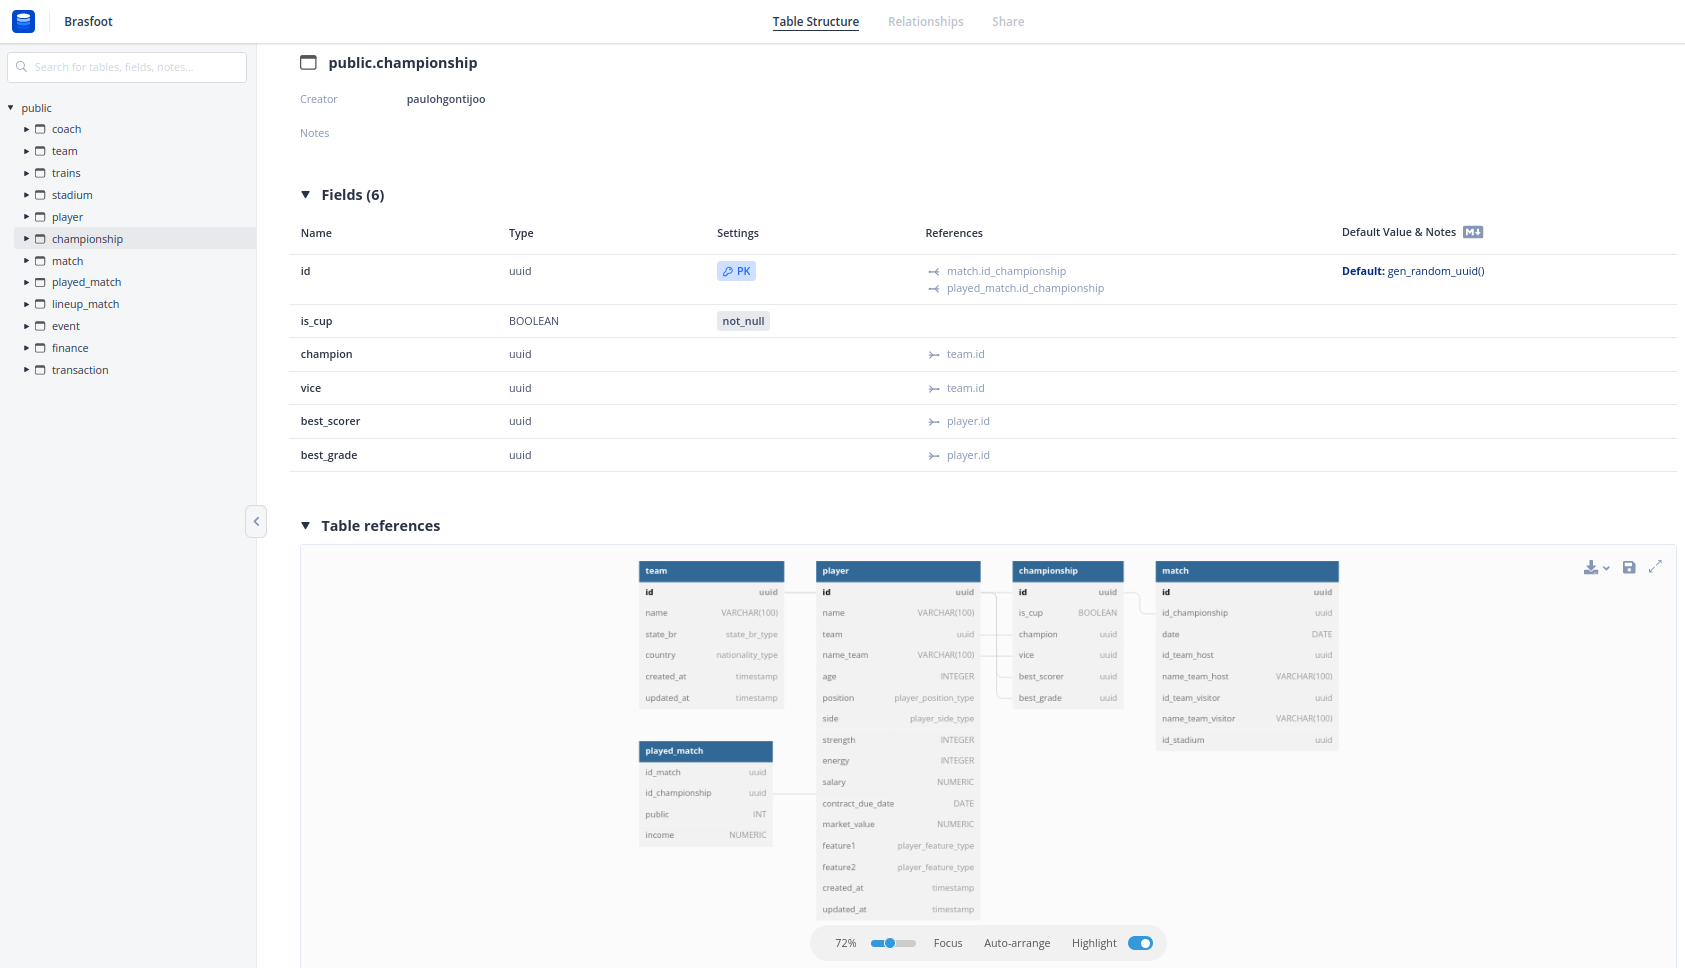 Brasfoot
Table Structure
Relationships
Share
Search for tables, fields, notes...
public
coach
team
trains
stadium
player
championship
match
played_match
lineup_match
event
finance
transaction
public.championship
Creator paulohgontijoo
Notes
Fields (6)
Name Type Settings References Default Value & Notes M
id uuid PK match.id_championship Default: gen_random_uuid()
played_match.id_championship
is_cup BOOLEAN not_null
champion uuid team.id
vice uuid team.id
best_scorer uuid player.id
best_grade uuid player.id
Table references
team
id uuid
name VARCHAR(100)
state_br state_br_type
country nationality_type
created_at timestamp
updated_at timestamp
played_match
id_match uuid
id_championship uuid
public INT
income NUMERIC
player
id uuid
name VARCHAR(100)
team uuid
name_team VARCHAR(100)
age INTEGER
position player_position_type
side player_side_type
strength INTEGER
energy INTEGER
salary NUMERIC
contract_due_date DATE
market_value NUMERIC
feature1 player_feature_type
feature2 player_feature_type
created_at timestamp
updated_at timestamp
championship
id uuid
is_cup BOOLEAN
champion uuid
vice uuid
best_scorer uuid
best_grade uuid
match
id uuid
id_championship uuid
date DATE
id_team_host uuid
name_team_host VARCHAR(100)
id_team_visitor uuid
name_team_visitor VARCHAR(100)
id_stadium uuid
72% Focus Auto-arrange Highlight